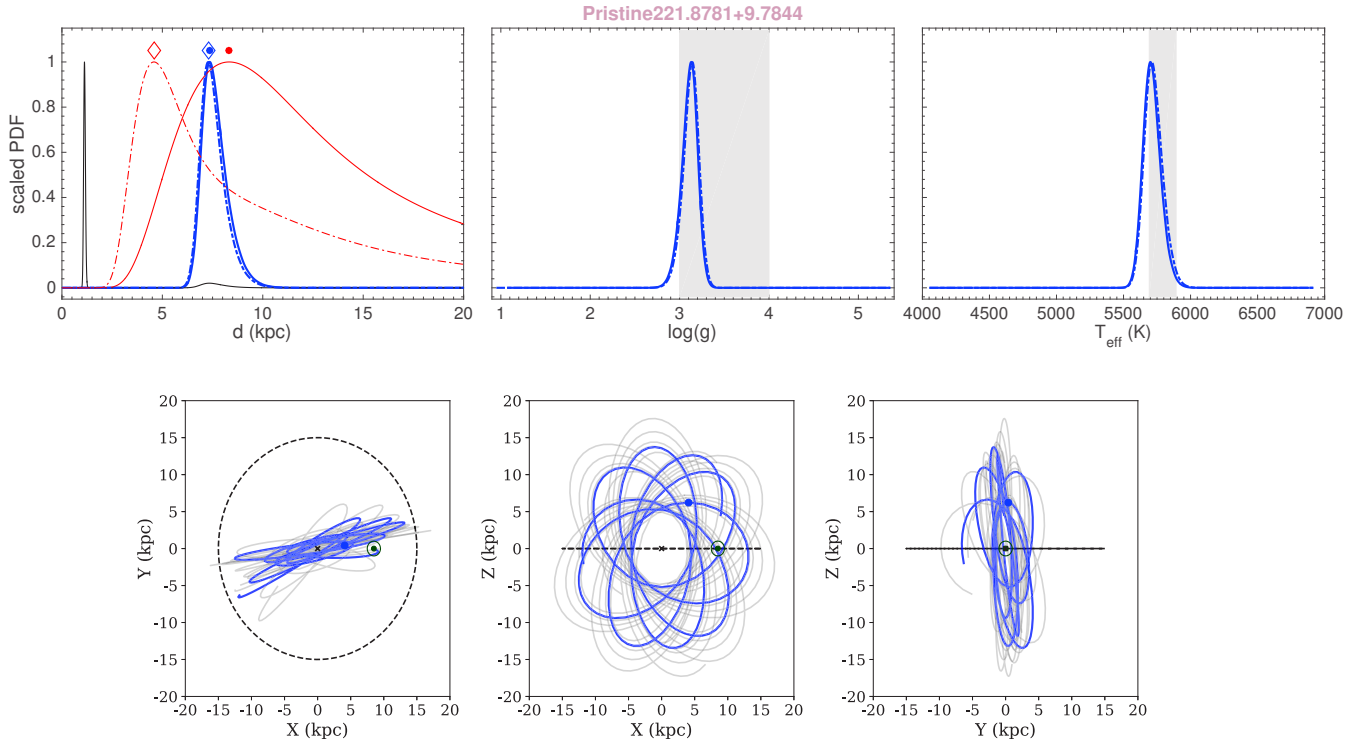 Pristine221.8781+9.7844
scaled PDF
1
0.8
0.6
0.4
0.2
0
0 5 10 15 20
d (kpc)
1 2 3 4 5
log(g)
4000 4500 5000 5500 6000 6500 7000
T_eff (K)
Y (kpc)
20
15
10
5
0
-5
-10
-15
-20
-20 -15 -10 -5 0 5 10 15 20
X (kpc)
Z (kpc)
20
15
10
5
0
-5
-10
-15
-20
-20 -15 -10 -5 0 5 10 15 20
X (kpc)
Z (kpc)
20
15
10
5
0
-5
-10
-15
-20
-20 -15 -10 -5 0 5 10 15 20
Y (kpc)